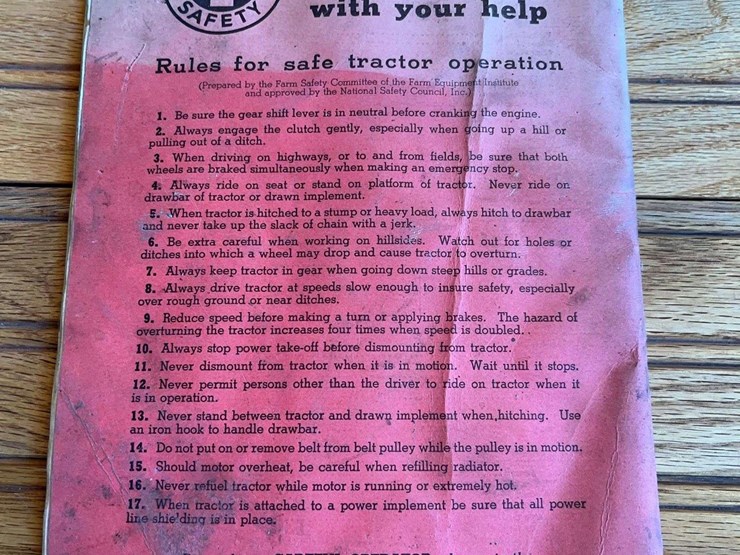 SAFETY
with your help
Rules for safe tractor operation
(Prepared by the Farm Safety Committee of the Farm Equipment Institute
and approved by the National Safety Council, Inc.)
1. Be sure the gear shift lever is in neutral before cranking the engine.
2. Always engage the clutch gently, especially when going up a hill or
pulling out of a ditch.
3. When driving on highways, or to and from fields, be sure that both
wheels are braked simultaneously when making an emergency stop.
4. Always ride on seat or stand on platform of tractor. Never ride on
drawbar of tractor or drawn implement.
5. When tractor is hitched to a stump or heavy load, always hitch to drawbar
and never take up the slack of chain with a jerk.
6. Be extra careful when working on hillsides. Watch out for holes or
ditches into which a wheel may drop and cause tractor to overturn.
7. Always keep tractor in gear when going down steep hills or grades.
8. Always drive tractor at speeds slow enough to insure safety, especially
over rough ground or near ditches.
9. Reduce speed before making a turn or applying brakes. The hazard of
overturning the tractor increases four times when speed is doubled.
10. Always stop power take-off before dismounting from tractor.
11. Never dismount from tractor when it is in motion. Wait until it stops.
12. Never permit persons other than the driver to ride on tractor when it
is in operation.
13. Never stand between tractor and drawn implement when hitching. Use
an iron hook to handle drawbar.
14. Do not put on or remove belt from belt pulley while the pulley is in motion.
15. Should motor overheat, be careful when refilling radiator.
16. Never refuel tractor while motor is running or extremely hot.
17. When tractor is attached to a power implement be sure that all power
line shielding is in place.